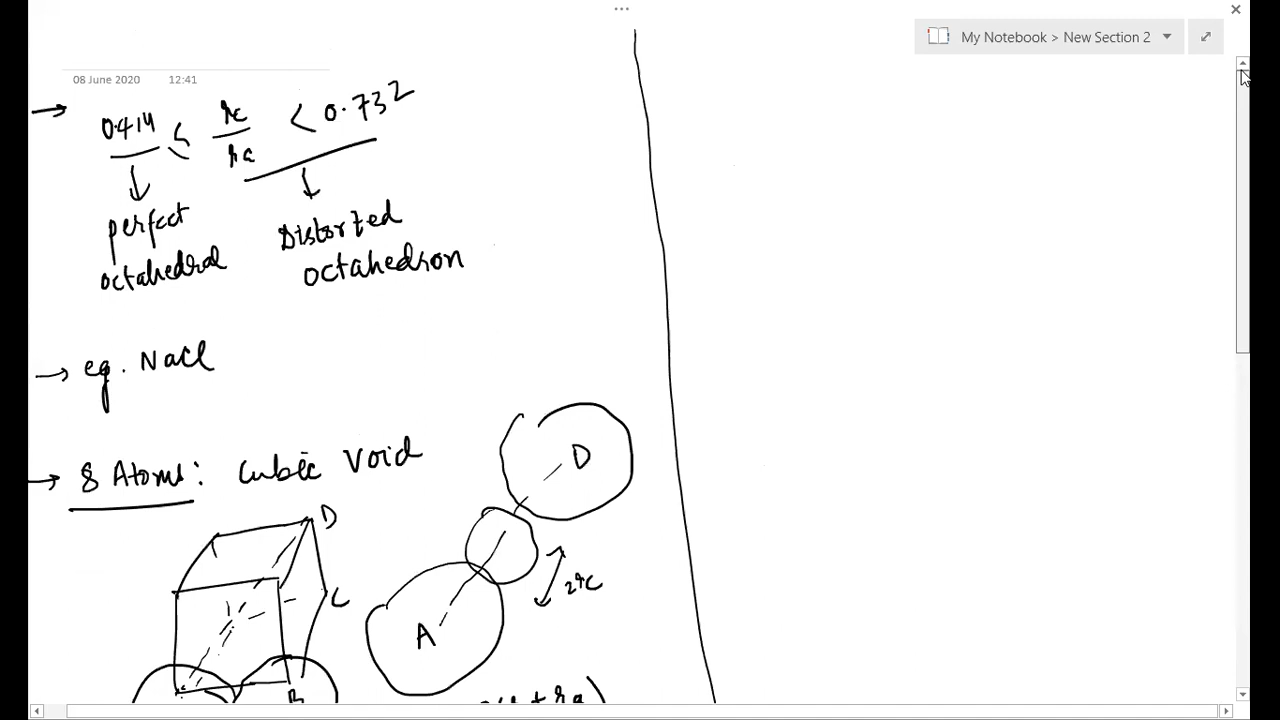 My Notebook > New Section 2
08 June 2020 12:41
→ 0.414 ≤ rc/ra < 0.732
perfect octahedral
Distorted octahedron
→ eg. NaCl
→ 8 Atoms: Cubic Void
D
D
C
2rc
A
B